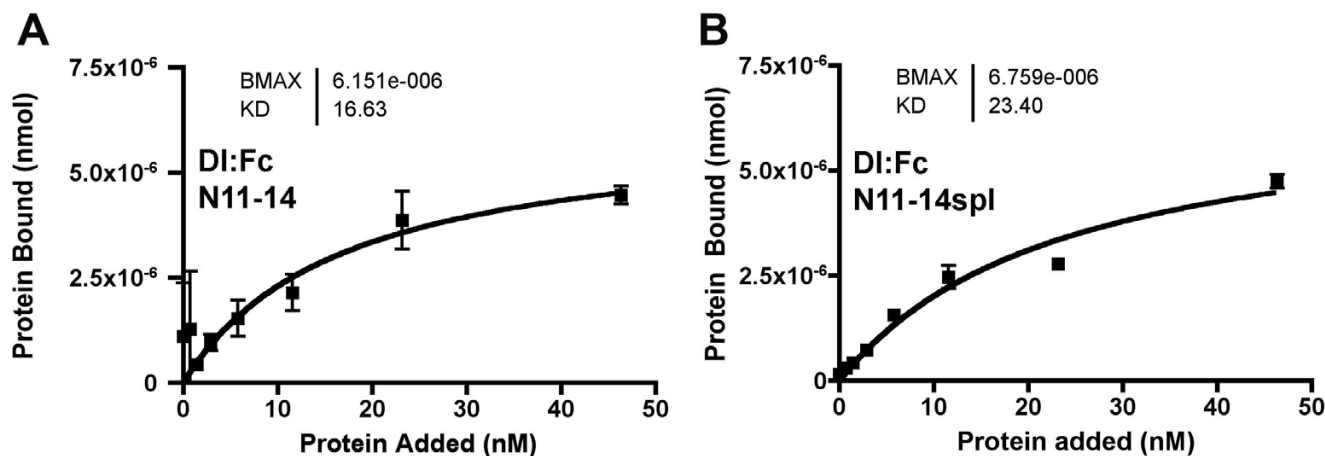 A
7.5x10⁻⁶
5.0x10⁻⁶
2.5x10⁻⁶
0
Protein Bound (nmol)
BMAX 6.151e-006
KD 16.63
DI:Fc
N11-14
0 10 20 30 40 50
Protein Added (nM)
B
7.5x10⁻⁶
5.0x10⁻⁶
2.5x10⁻⁶
0
Protein Bound (nmol)
BMAX 6.759e-006
KD 23.40
DI:Fc
N11-14spl
0 10 20 30 40 50
Protein added (nM)